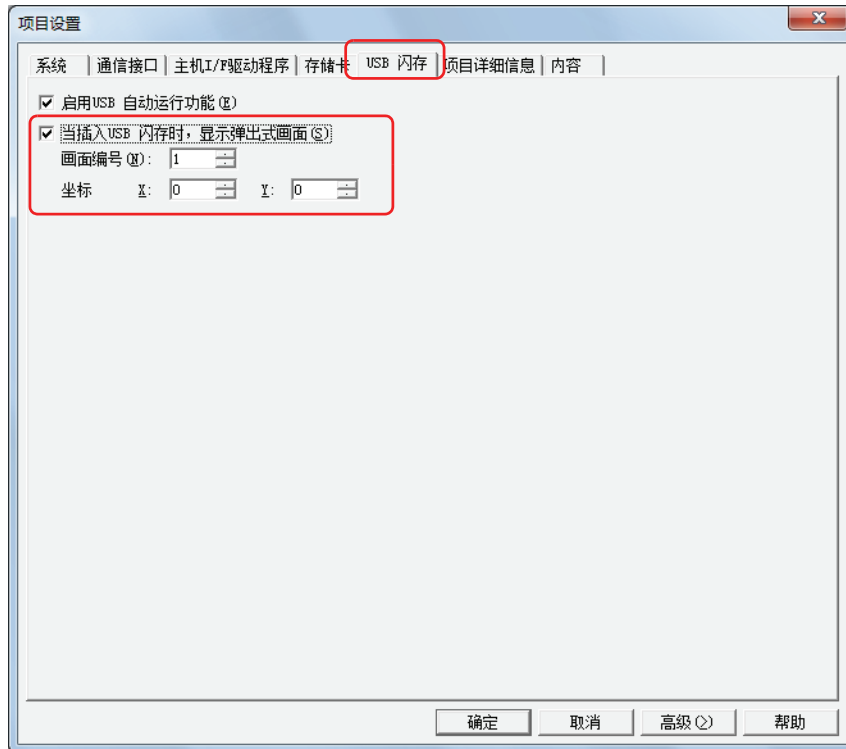 项目设置
系统 通信接口 主机I/F驱动程序 存储卡 USB 闪存 项目详细信息 内容
启用USB 自动运行功能(E)
当插入USB 闪存时，显示弹出式画面(S)
画面编号(N): 1
坐标 X: 0 Y: 0
确定 取消 高级(>) 帮助